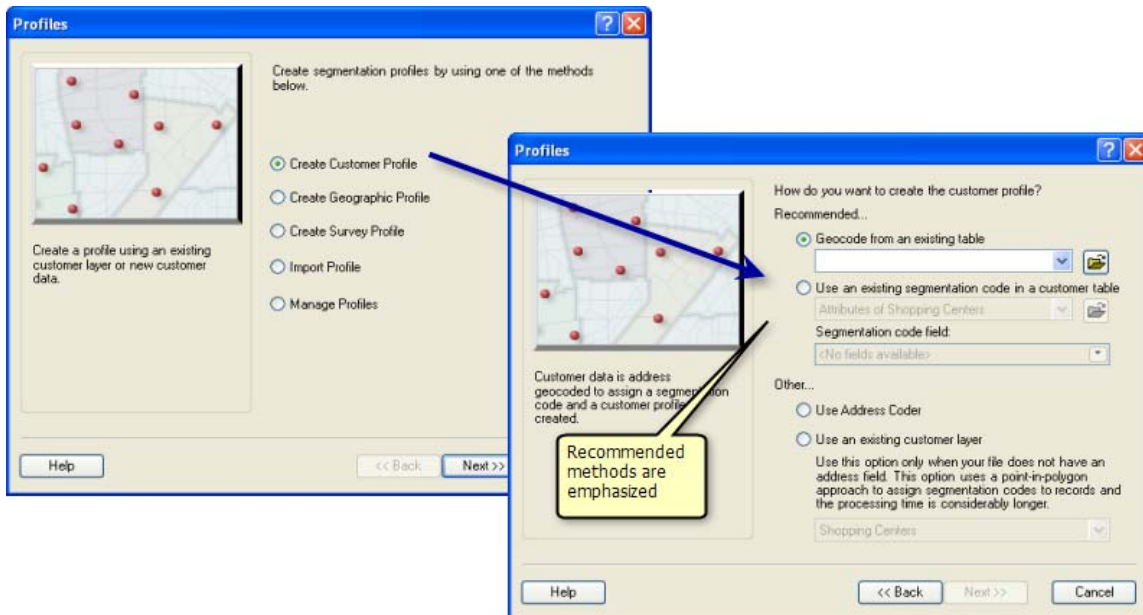 Profiles
Create segmentation profiles by using one of the methods
below.
Create Customer Profile
Create Geographic Profile
Create Survey Profile
Import Profile
Manage Profiles
Create a profile using an existing
customer layer or new customer
data.
Help
<< Back
Next >>
Profiles
How do you want to create the customer profile?
Recommended...
Geocode from an existing table
Use an existing segmentation code in a customer table
Attributes of Shopping Centers
Segmentation code field:
<No fields available>
Other...
Use Address Coder
Use an existing customer layer
Use this option only when your file does not have an
address field. This option uses a point-in-polygon
approach to assign segmentation codes to records and
the processing time is considerably longer.
Shopping Centers
Customer data is address
geocoded to assign a segmentation
code and a customer profile
created.
Recommended
methods are
emphasized
Help
<< Back
Next >>
Cancel